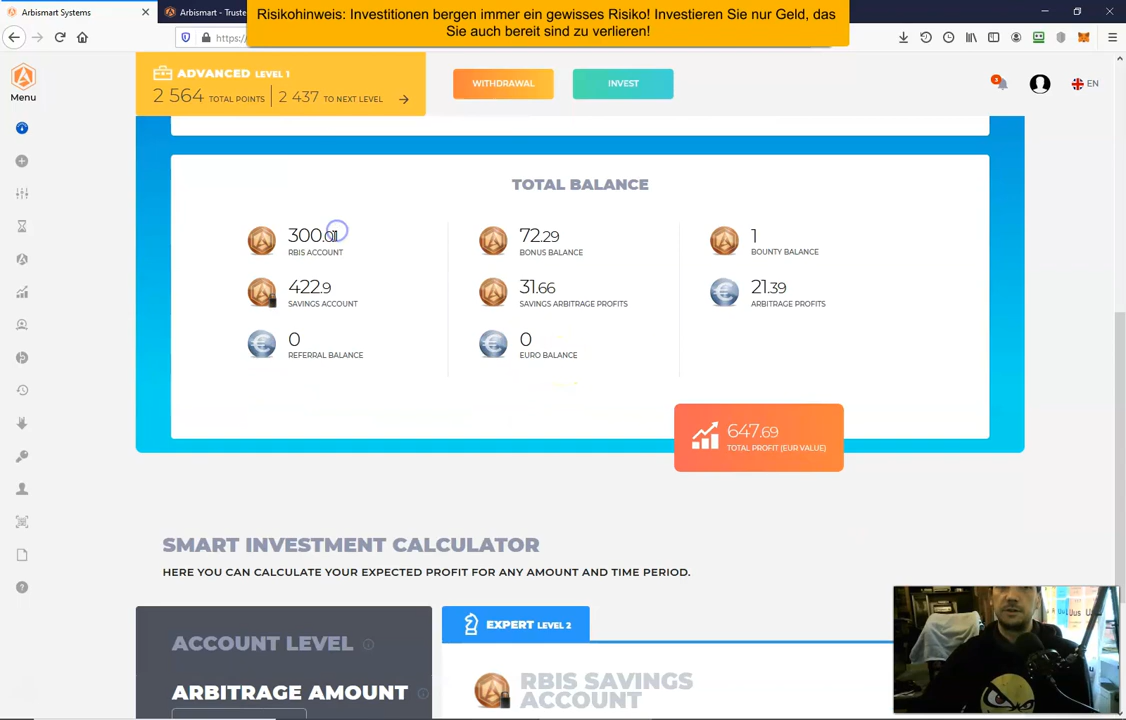 Arbismart Systems
Arbismart - Truste
Risikohinweis: Investitionen bergen immer ein gewisses Risiko! Investieren Sie nur Geld, das
Sie auch bereit sind zu verlieren!
https:/
Menu
ADVANCED LEVEL 1
2 564 TOTAL POINTS 2 437 TO NEXT LEVEL
WITHDRAWAL
INVEST
3
EN
TOTAL BALANCE
300.01
RBIS ACCOUNT
72.29
BONUS BALANCE
1
BOUNTY BALANCE
422.9
SAVINGS ACCOUNT
31.66
SAVINGS ARBITRAGE PROFITS
21.39
ARBITRAGE PROFITS
0
REFERRAL BALANCE
0
EURO BALANCE
647.69
TOTAL PROFIT (EUR VALUE)
SMART INVESTMENT CALCULATOR
HERE YOU CAN CALCULATE YOUR EXPECTED PROFIT FOR ANY AMOUNT AND TIME PERIOD.
ACCOUNT LEVEL
ARBITRAGE AMOUNT
EXPERT LEVEL 2
RBIS SAVINGS
ACCOUNT